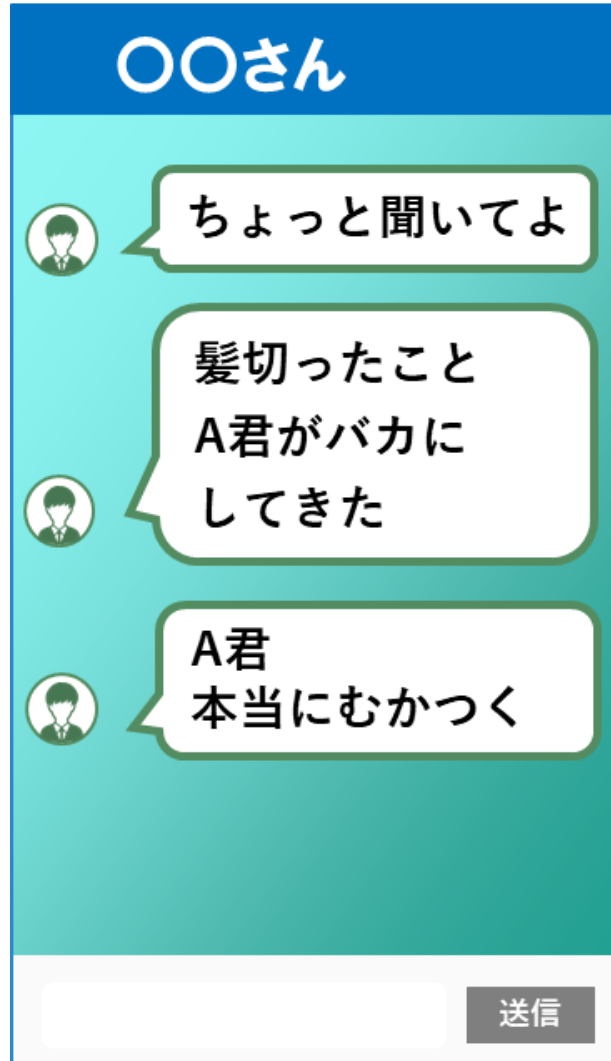 〇〇さん
ちょっと聞いてよ
髪切ったこと
A君がバカに
してきた
A君
本当にむかつく
送信